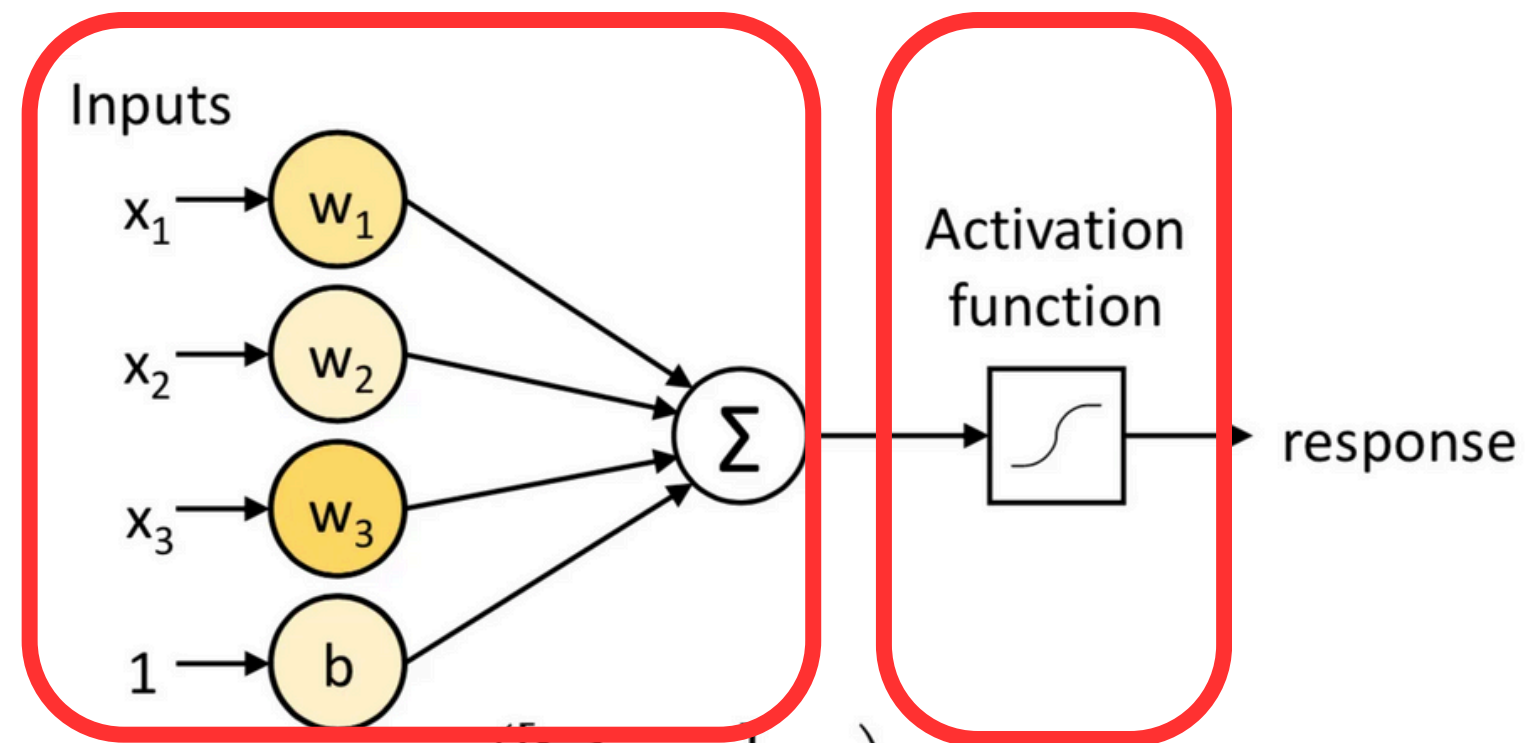 Inputs
x₁ w₁
x₂ w₂
x₃ w₃
1 b
Σ
Activation
function
response